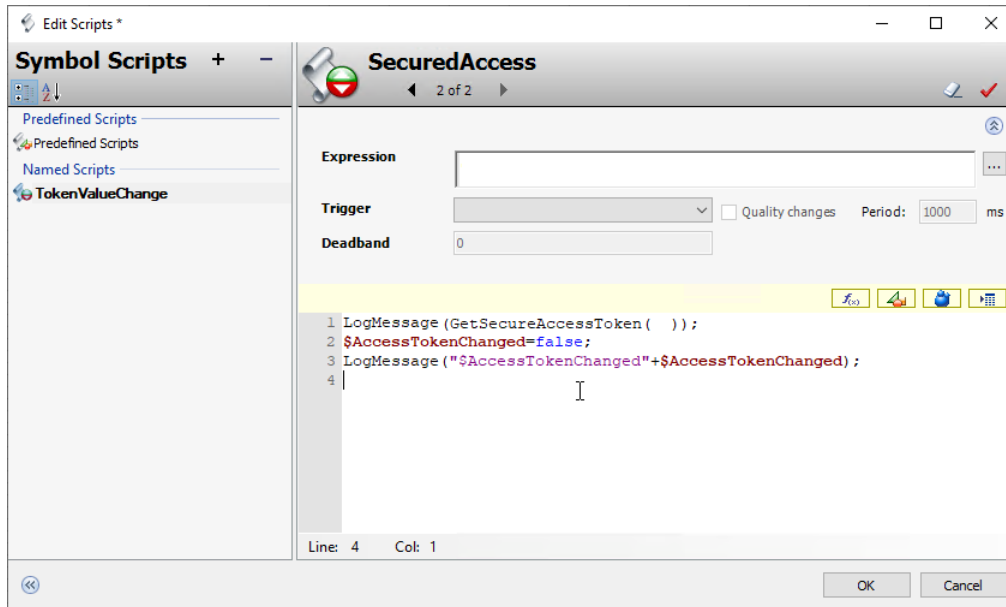 Edit Scripts *
Symbol Scripts + −
SecuredAccess
2 of 2
Predefined Scripts
Predefined Scripts
Named Scripts
TokenValueChange
Expression
...
Trigger
Quality changes Period: 1000 ms
Deadband 0
f(x)
1 LogMessage(GetSecureAccessToken(  ));
2 $AccessTokenChanged=false;
3 LogMessage("$AccessTokenChanged"+$AccessTokenChanged);
4
Line: 4 Col: 1
OK Cancel